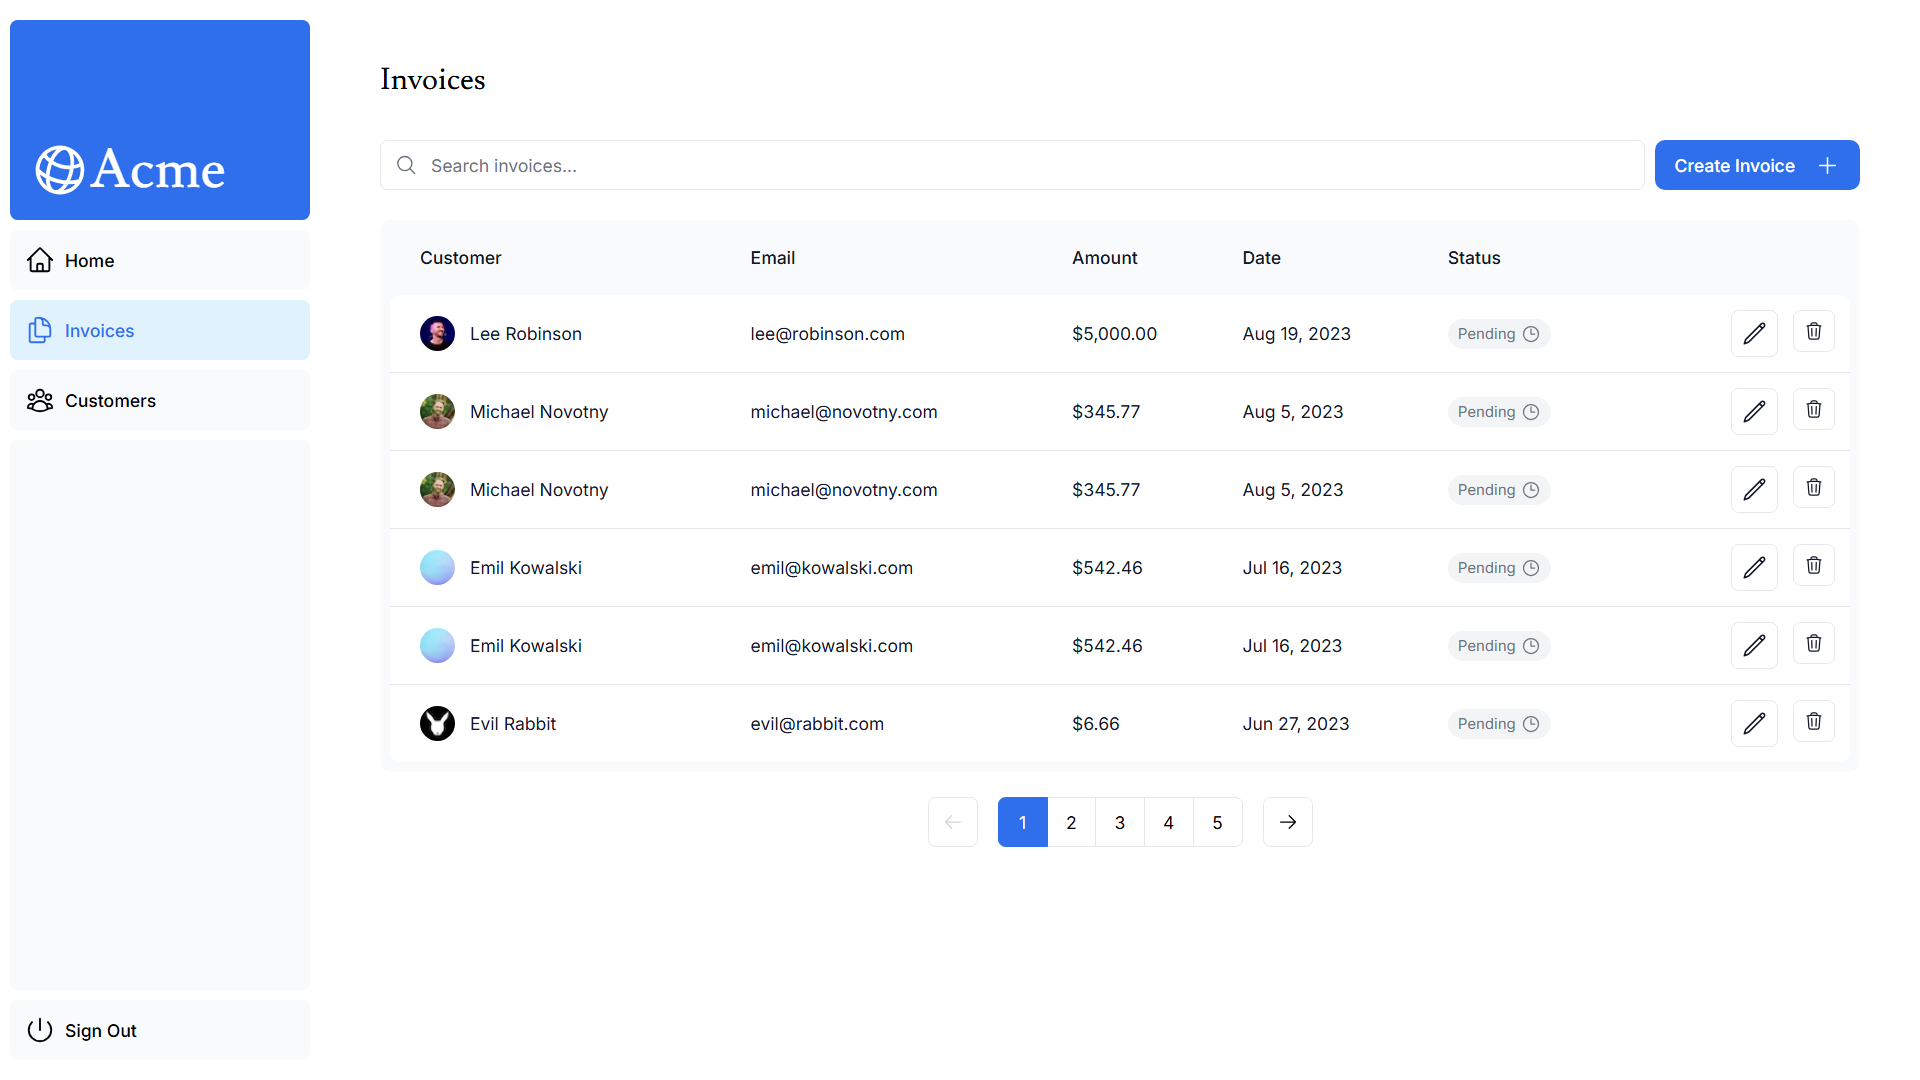 Acme
Home
Invoices
Customers
Sign Out
Invoices
Search invoices...
Create Invoice
Customer Email Amount Date Status
Lee Robinson lee@robinson.com $5,000.00 Aug 19, 2023 Pending
Michael Novotny michael@novotny.com $345.77 Aug 5, 2023 Pending
Michael Novotny michael@novotny.com $345.77 Aug 5, 2023 Pending
Emil Kowalski emil@kowalski.com $542.46 Jul 16, 2023 Pending
Emil Kowalski emil@kowalski.com $542.46 Jul 16, 2023 Pending
Evil Rabbit evil@rabbit.com $6.66 Jun 27, 2023 Pending
1 2 3 4 5